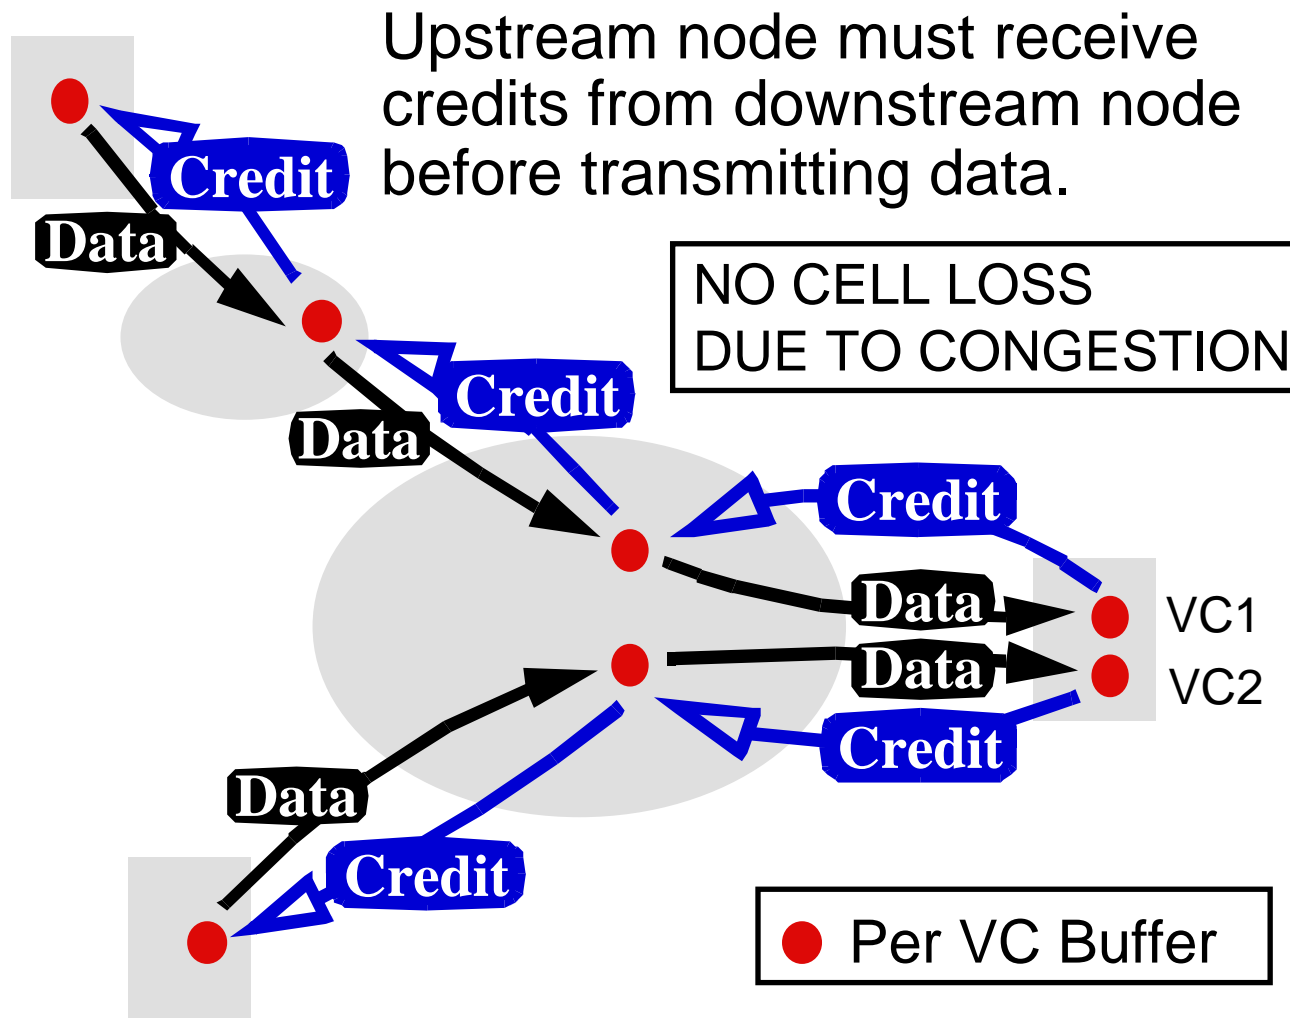 Upstream node must receive
credits from downstream node
before transmitting data.
Credit
Data
NO CELL LOSS
DUE TO CONGESTION
Credit
Data
Credit
Data
VC1
Data
VC2
Credit
Data
Credit
Per VC Buffer